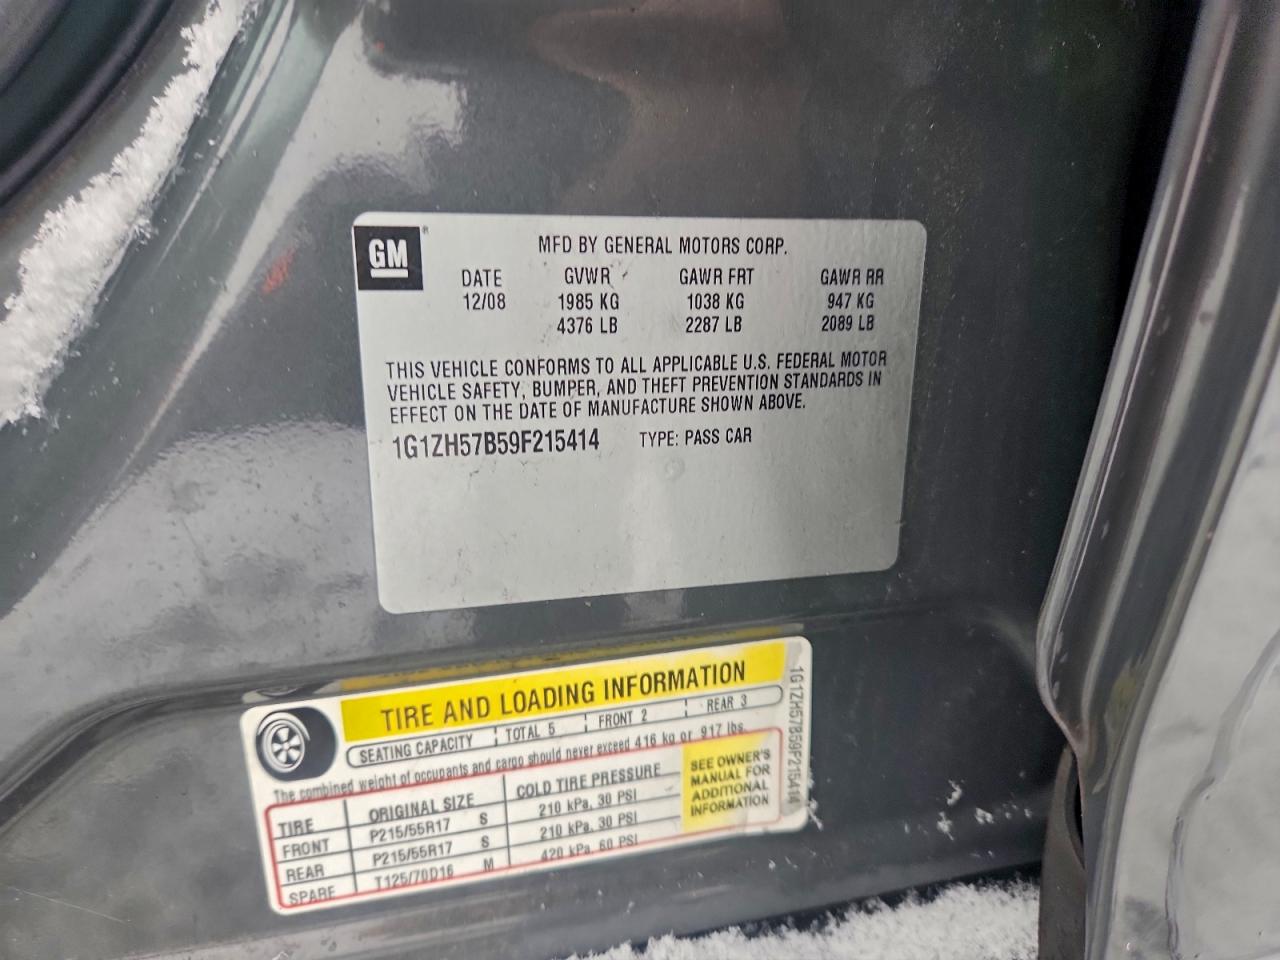 GM
MFD BY GENERAL MOTORS CORP.
DATE GVWR GAWR FRT GAWR RR
12/08 1985 KG 1038 KG 947 KG
4376 LB 2287 LB 2089 LB
THIS VEHICLE CONFORMS TO ALL APPLICABLE U.S. FEDERAL MOTOR
VEHICLE SAFETY, BUMPER, AND THEFT PREVENTION STANDARDS IN
EFFECT ON THE DATE OF MANUFACTURE SHOWN ABOVE.
1G1ZH57B59F215414 TYPE: PASS CAR
TIRE AND LOADING INFORMATION
SEATING CAPACITY TOTAL 5 FRONT 2 REAR 3
The combined weight of occupants and cargo should never exceed 416 kg or 917 lbs.
TIRE ORIGINAL SIZE COLD TIRE PRESSURE
FRONT P215/55R17 S 210 kPa, 30 PSI
REAR P215/55R17 S 210 kPa, 30 PSI
SPARE T125/70D16 M 420 kPa, 60 PSI
SEE OWNER'S
MANUAL FOR
ADDITIONAL
INFORMATION
1G1ZH57B59F215414